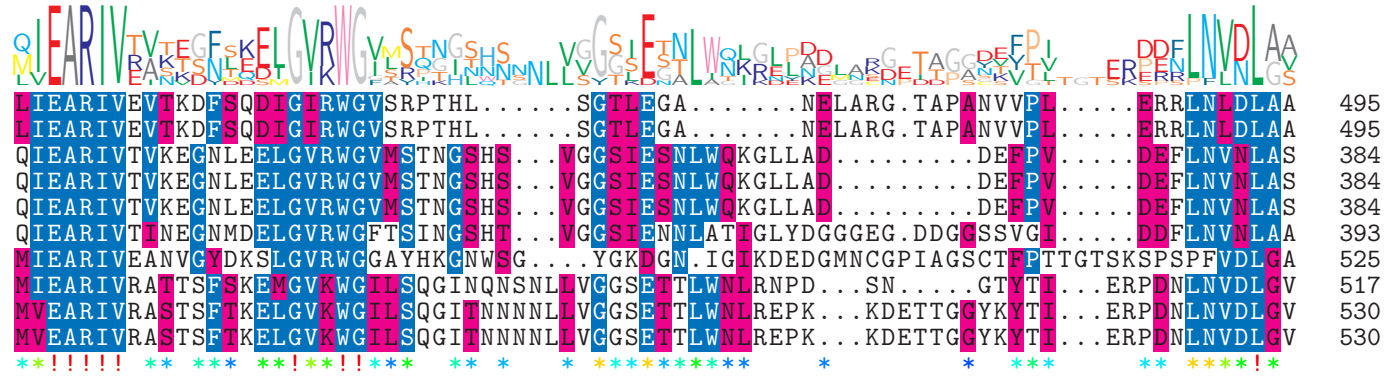 LIEARIVEVTKDFSQDIGIRWGVSRPTHL......SGTLEGA.......NELARG.TAPANVVPL.....ERRLNLDLAA 495
LIEARIVEVTKDFSQDIGIRWGVSRPTHL......SGTLEGA.......NELARG.TAPANVVPL.....ERRLNLDLAA 495
QIEARIVTVKEGNLEELGVRWGVMSTNGSHS...VGGSIESNLWQKGLLAD.........DEFPV.....DEFLNVNLAS 384
QIEARIVTVKEGNLEELGVRWGVMSTNGSHS...VGGSIESNLWQKGLLAD.........DEFPV.....DEFLNVNLAS 384
QIEARIVTVKEGNLEELGVRWGVMSTNGSHS...VGGSIESNLWQKGLLAD.........DEFPV.....DEFLNVNLAS 384
QIEARIVTINEGNMDELGVRWGFTSINGSHT...VGGSIENNLATIGLYDGGGEG.DDGGSSVGI.....DDFLNVNLAA 393
MIEARIVEANVGYDKSLGVRWGGAYHKGNWSG....YGKDGN.IGIKDEDGMNCGPIAGSCTFPTTGTSKSPSPFVDLGA 525
MIEARIVRATTSFSKEMGVKWGILSQGINQNSNLLVGGSETTLWNLRNPD...SN.....GTYTI...ERPDNLNVDLGV 517
MVEARIVRASTSFTKELGVKWGILSQGITNNNNLLVGGSETTLWNLREPK...KDETTGGYKYTI...ERPDNLNVDLGV 530
MVEARIVRASTSFTKELGVKWGILSQGITNNNNLLVGGSETTLWNLREPK...KDETTGGYKYTI...ERPDNLNVDLGV 530
**!!!!! ** *** **!**!!*** ** ** * ********** * * *** ** ****!*